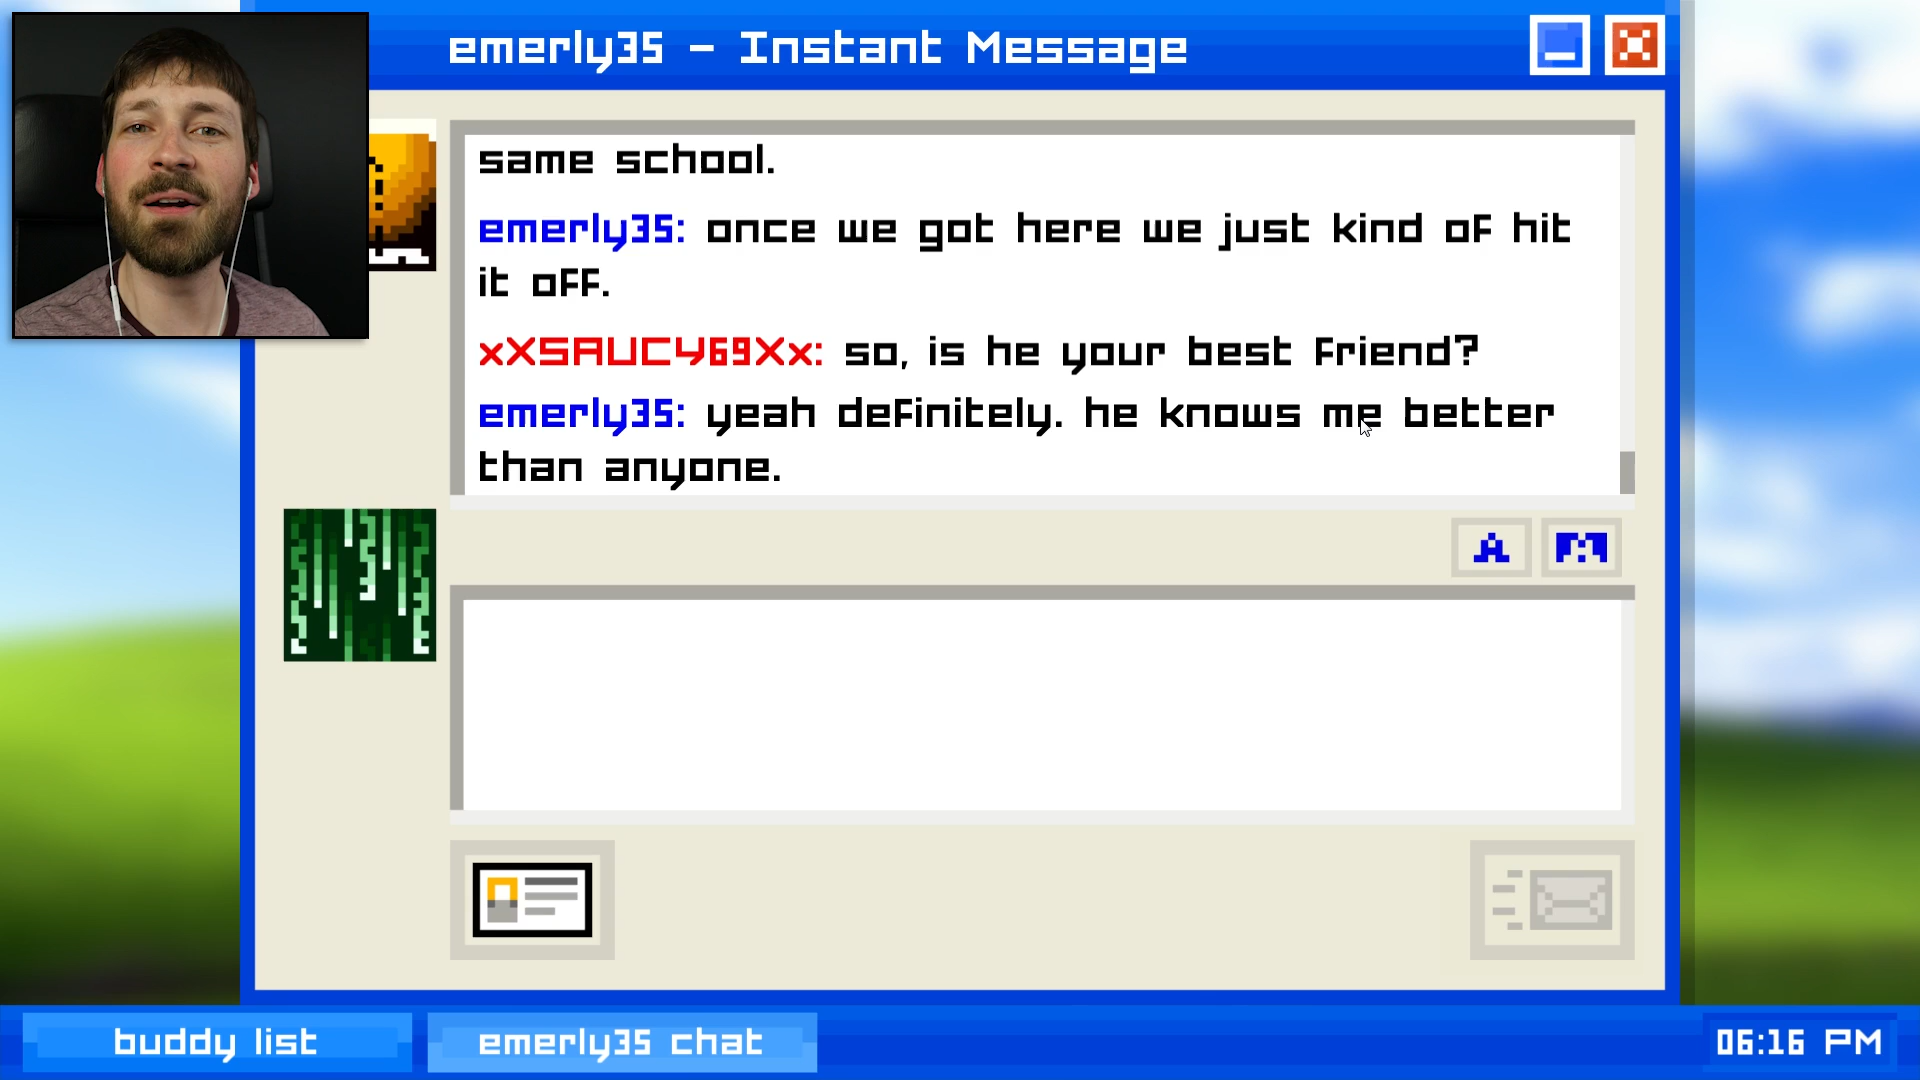 emerly35 - Instant Message
same school.
emerly35: once we got here we just kind of hit
it off.
xXSAUCY69Xx: so, is he your best friend?
emerly35: yeah definitely. he knows me better
than anyone.
A
buddy list
emerly35 chat
06:16 PM